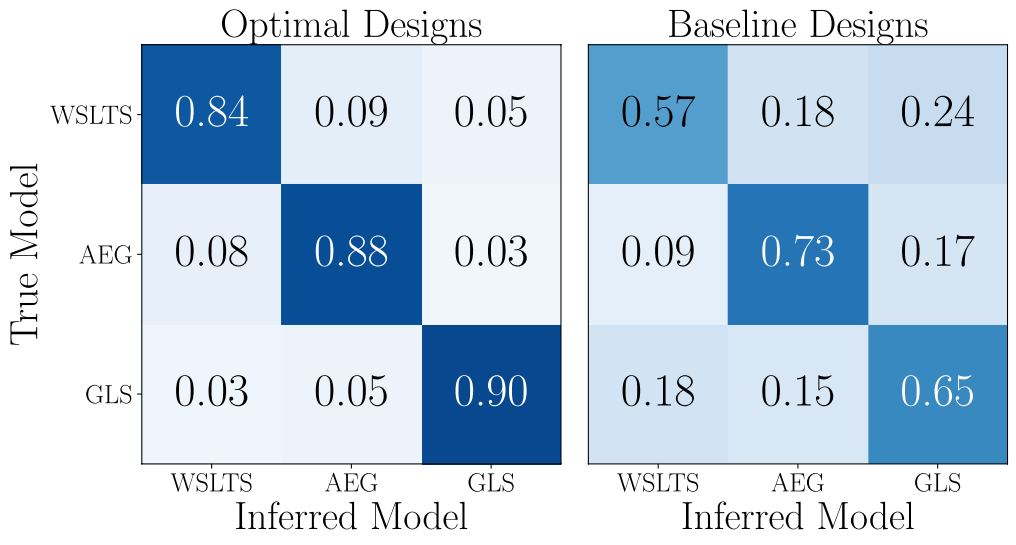 Optimal Designs
Baseline Designs
True Model
WSLTS
0.84
0.09
0.05
0.57
0.18
0.24
AEG
0.08
0.88
0.03
0.09
0.73
0.17
GLS
0.03
0.05
0.90
0.18
0.15
0.65
WSLTS
AEG
GLS
WSLTS
AEG
GLS
Inferred Model
Inferred Model